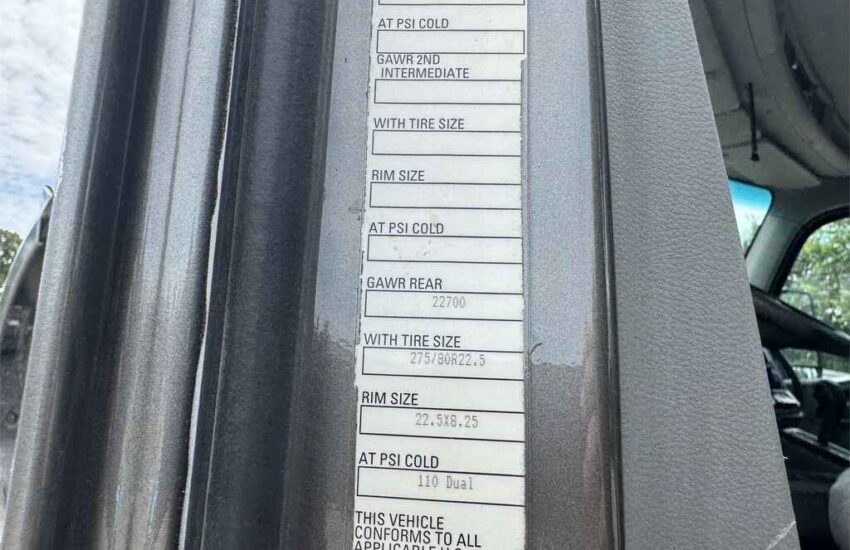 AT PSI COLD
GAWR 2ND
INTERMEDIATE
WITH TIRE SIZE
RIM SIZE
AT PSI COLD
GAWR REAR
22700
WITH TIRE SIZE
275/80R22.5
RIM SIZE
22.5X8.25
AT PSI COLD
110 Dual
THIS VEHICLE
CONFORMS TO ALL
APPLICABLE U.S.